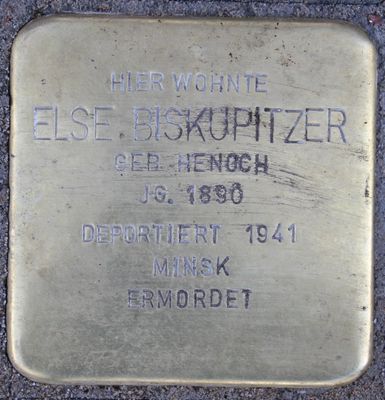 HIER WOHNTE
ELSE BISKUPITZER
GEB. HENOCH
JG. 1890
DEPORTIERT 1941
MINSK
ERMORDET